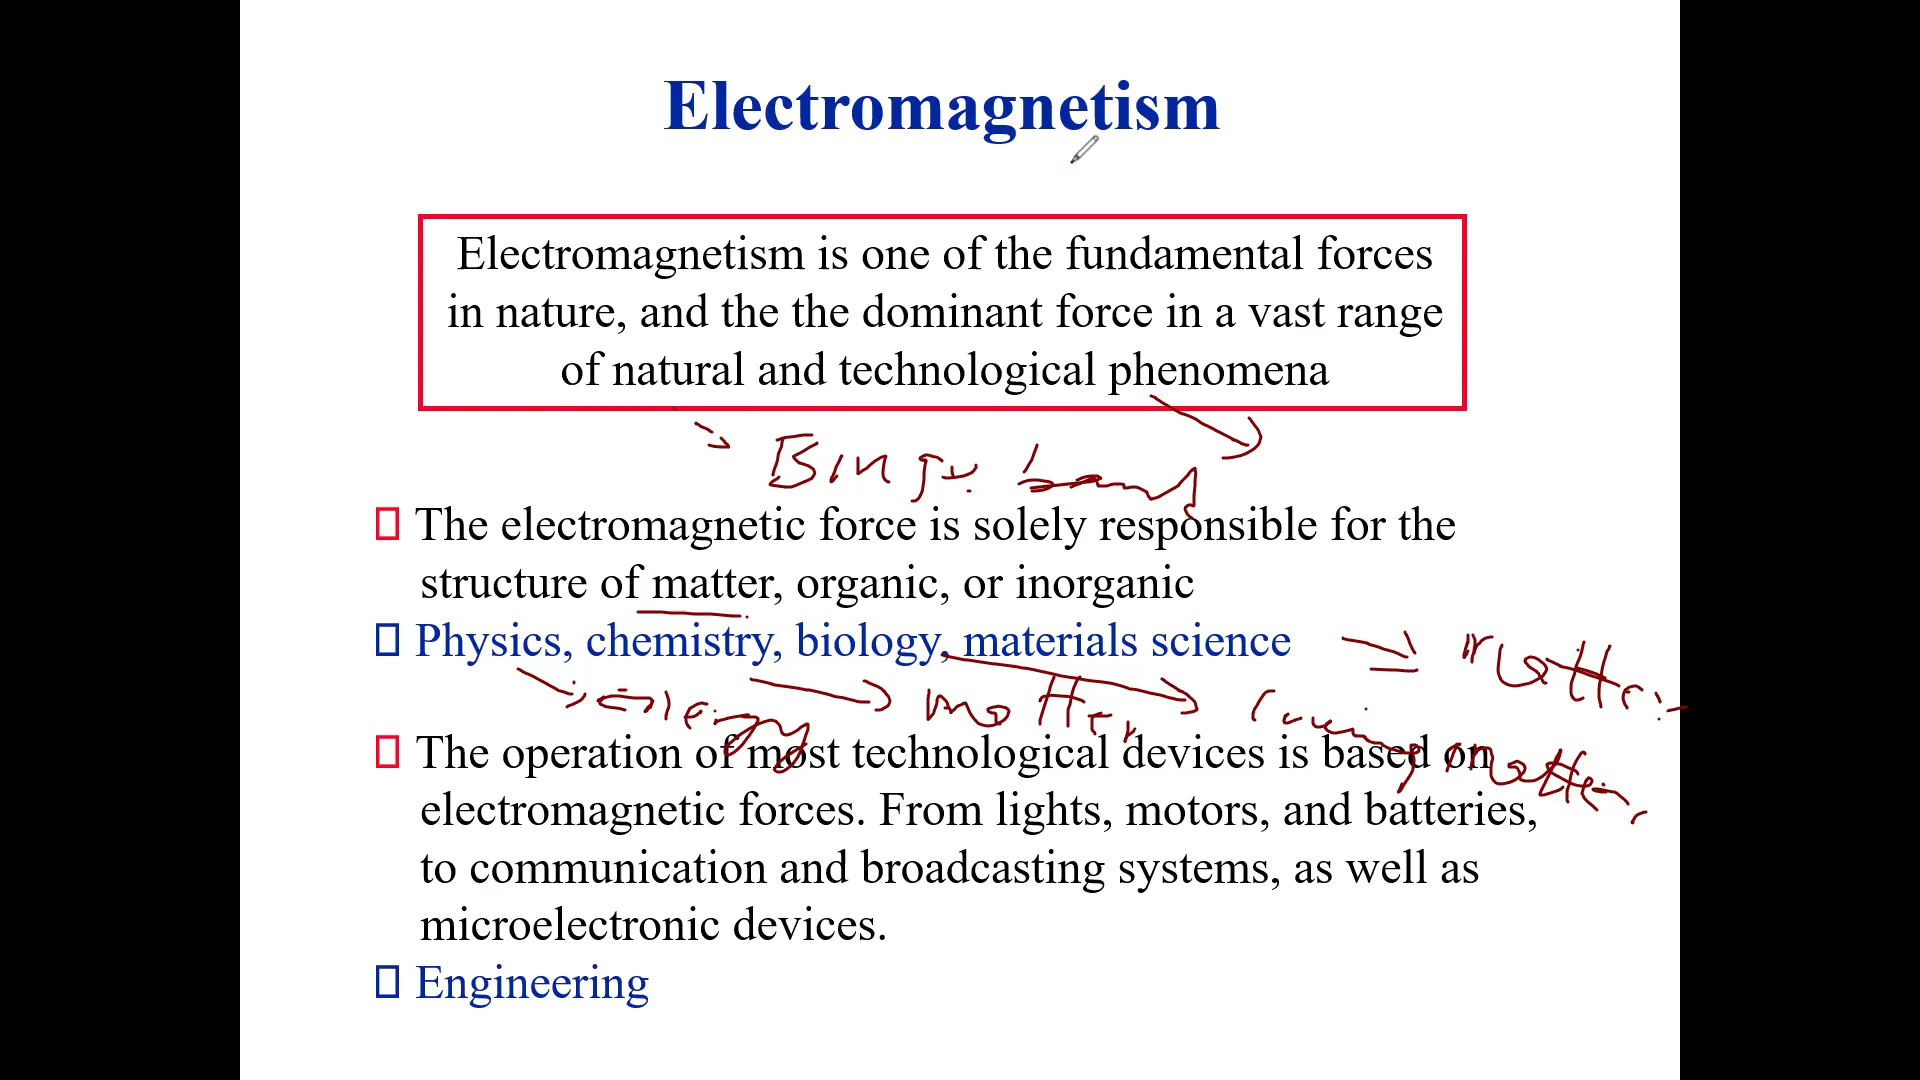 Electromagnetism
Electromagnetism is one of the fundamental forces
in nature, and the the dominant force in a vast range
of natural and technological phenomena
The electromagnetic force is solely responsible for the
structure of matter, organic, or inorganic
Physics, chemistry, biology, materials science
matter
energy matter
matter
The operation of most technological devices is based on
electromagnetic forces. From lights, motors, and batteries,
to communication and broadcasting systems, as well as
microelectronic devices.
Engineering